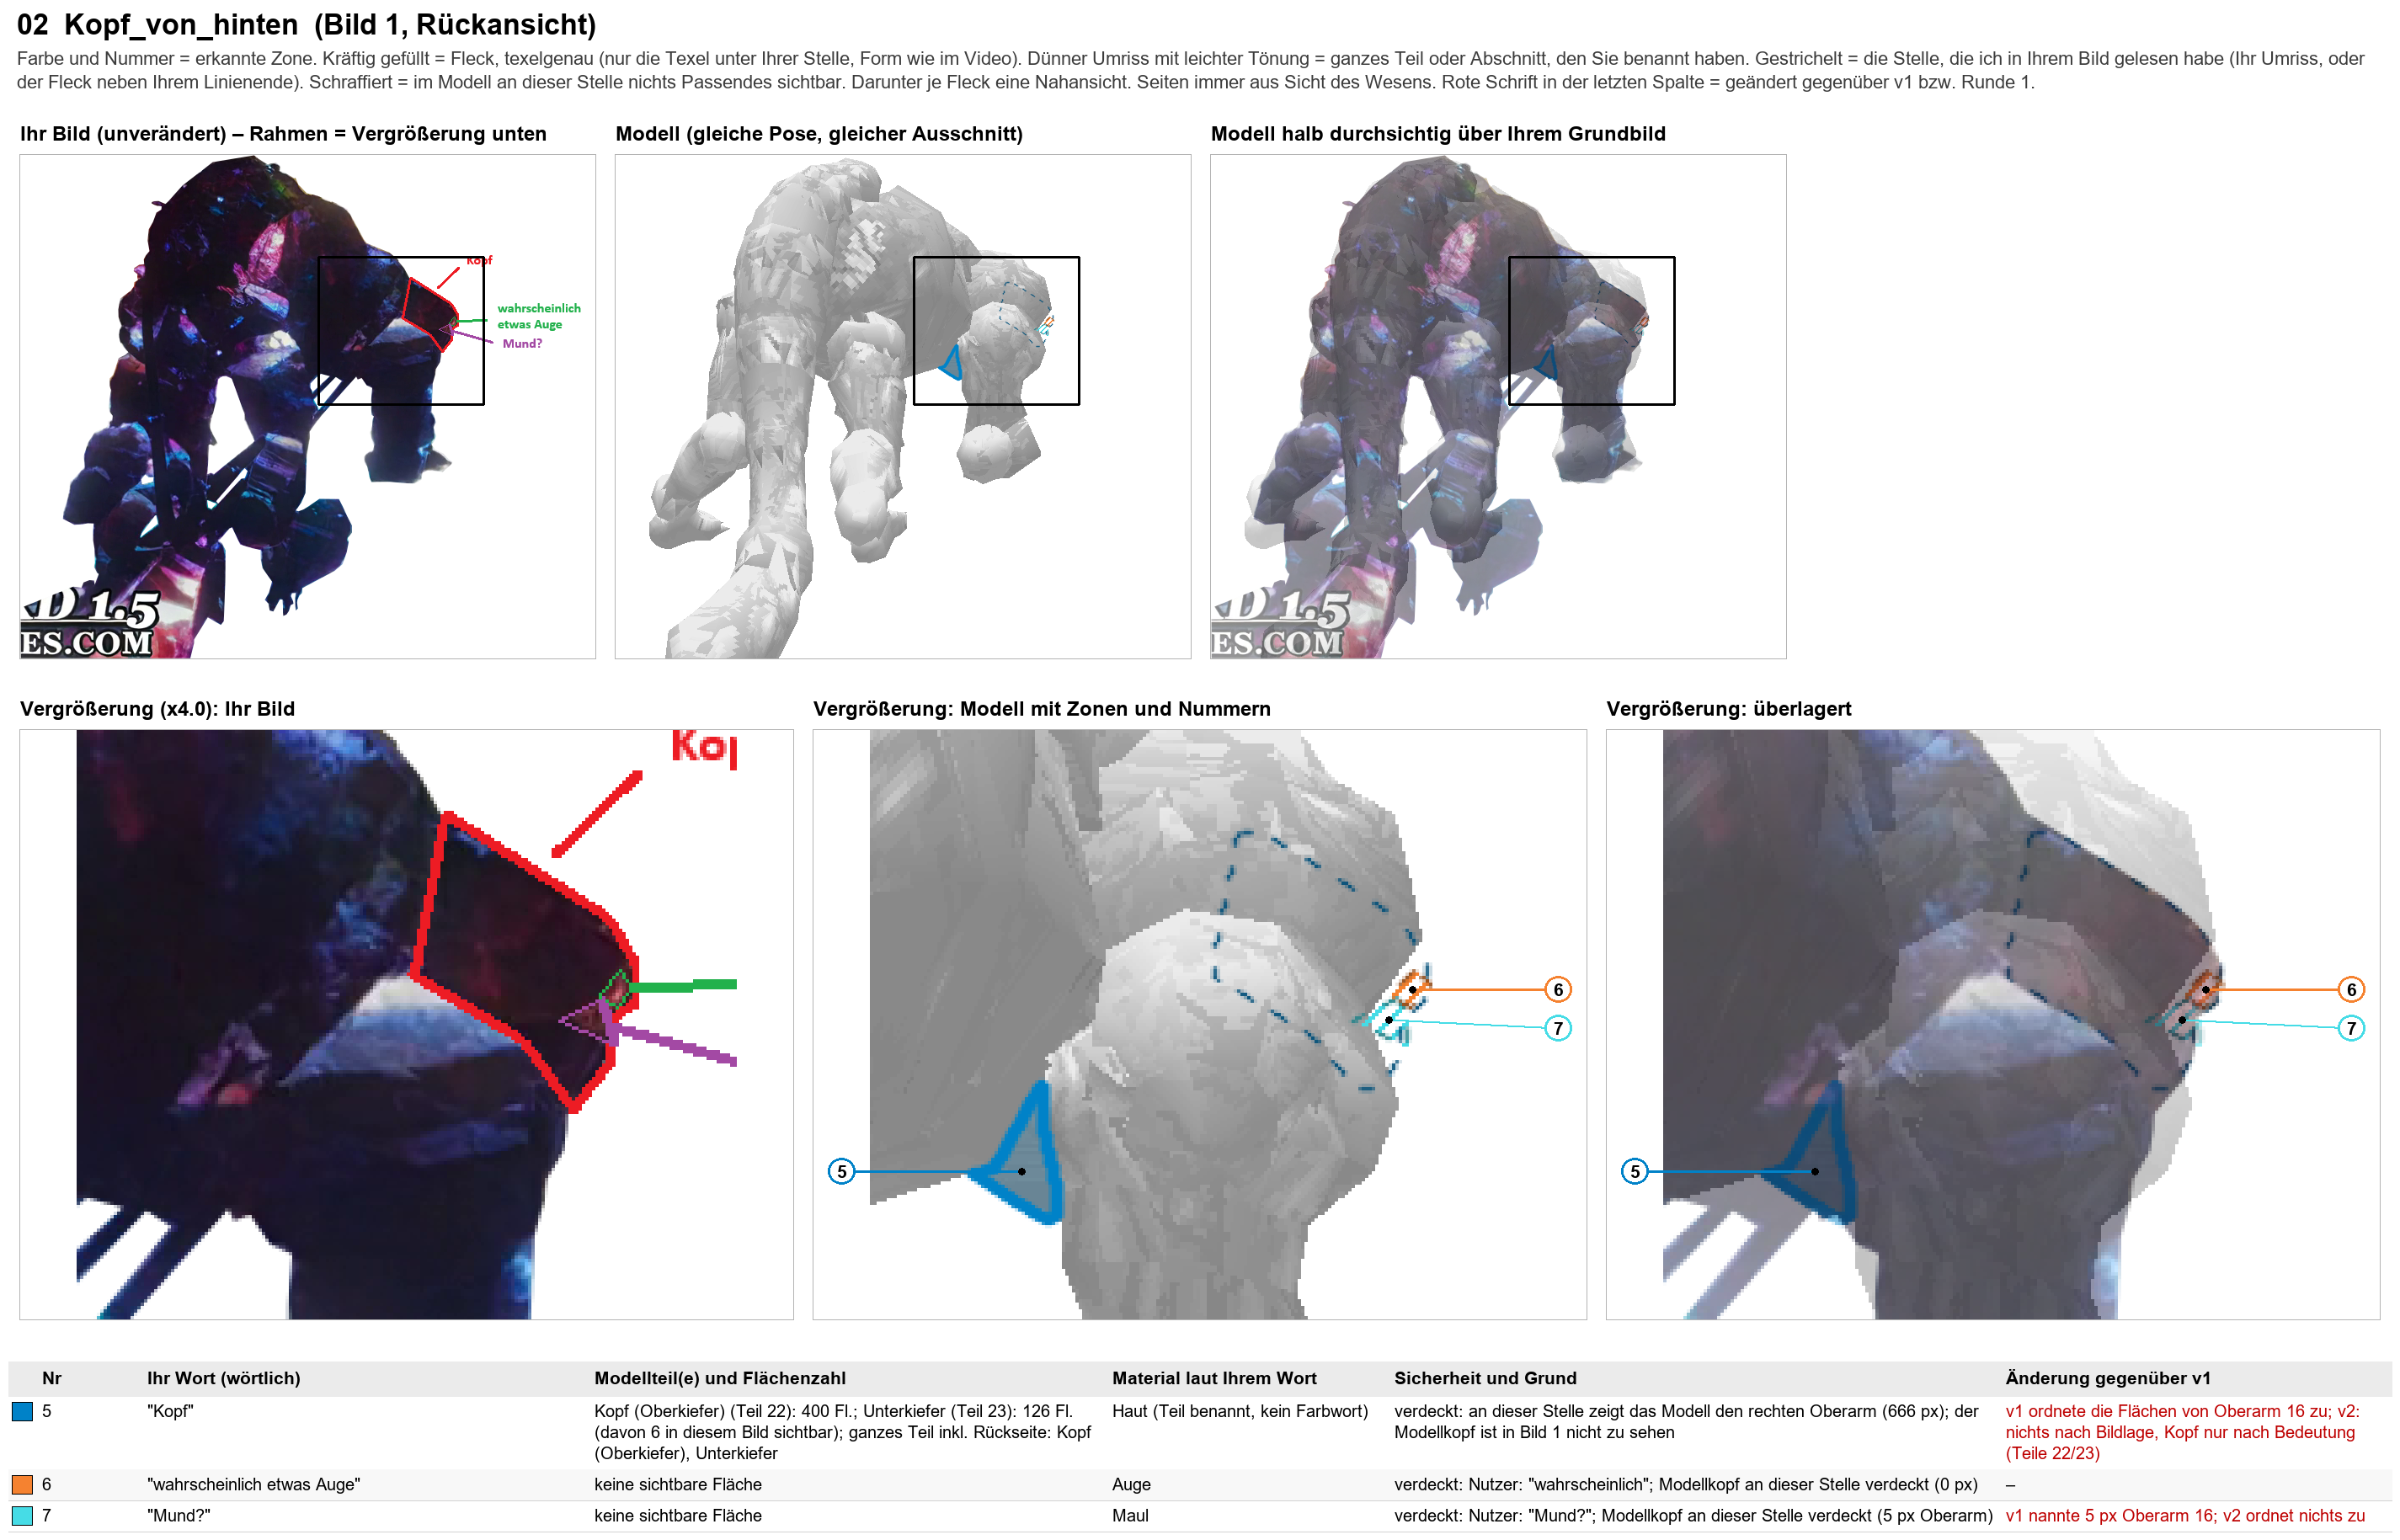 02 Kopf_von_hinten (Bild 1, Rückansicht)
Farbe und Nummer = erkannte Zone. Kräftig gefüllt = Fleck, texelgenau (nur die Texel unter Ihrer Stelle, Form wie im Video). Dünner Umriss mit leichter Tönung = ganzes Teil oder Abschnitt, den Sie benannt haben. Gestrichelt = die Stelle, die ich in Ihrem Bild gelesen habe (Ihr Umriss, oder
der Fleck neben Ihrem Linienende). Schraffiert = im Modell an dieser Stelle nichts Passendes sichtbar. Darunter je Fleck eine Nahansicht. Seiten immer aus Sicht des Wesens. Rote Schrift in der letzten Spalte = geändert gegenüber v1 bzw. Runde 1.
Ihr Bild (unverändert) – Rahmen = Vergrößerung unten
Modell (gleiche Pose, gleicher Ausschnitt)
Modell halb durchsichtig über Ihrem Grundbild
Kopf
wahrscheinlich
etwas Auge
Mund?
D 1.5
ES.COM
D 1.5
ES.COM
Vergrößerung (x4.0): Ihr Bild
Vergrößerung: Modell mit Zonen und Nummern
Vergrößerung: überlagert
Kop
6
7
5
6
7
5
Nr Ihr Wort (wörtlich) Modellteil(e) und Flächenzahl Material laut Ihrem Wort Sicherheit und Grund Änderung gegenüber v1
5 "Kopf" Kopf (Oberkiefer) (Teil 22): 400 Fl.; Unterkiefer (Teil 23): 126 Fl. Haut (Teil benannt, kein Farbwort) verdeckt: an dieser Stelle zeigt das Modell den rechten Oberarm (666 px); der v1 ordnete die Flächen von Oberarm 16 zu; v2:
(davon 6 in diesem Bild sichtbar); ganzes Teil inkl. Rückseite: Kopf Modellkopf ist in Bild 1 nicht zu sehen nichts nach Bildlage, Kopf nur nach Bedeutung
(Oberkiefer), Unterkiefer (Teile 22/23)
6 "wahrscheinlich etwas Auge" keine sichtbare Fläche Auge verdeckt: Nutzer: "wahrscheinlich"; Modellkopf an dieser Stelle verdeckt (0 px) –
7 "Mund?" keine sichtbare Fläche Maul verdeckt: Nutzer: "Mund?"; Modellkopf an dieser Stelle verdeckt (5 px Oberarm) v1 nannte 5 px Oberarm 16; v2 ordnet nichts zu